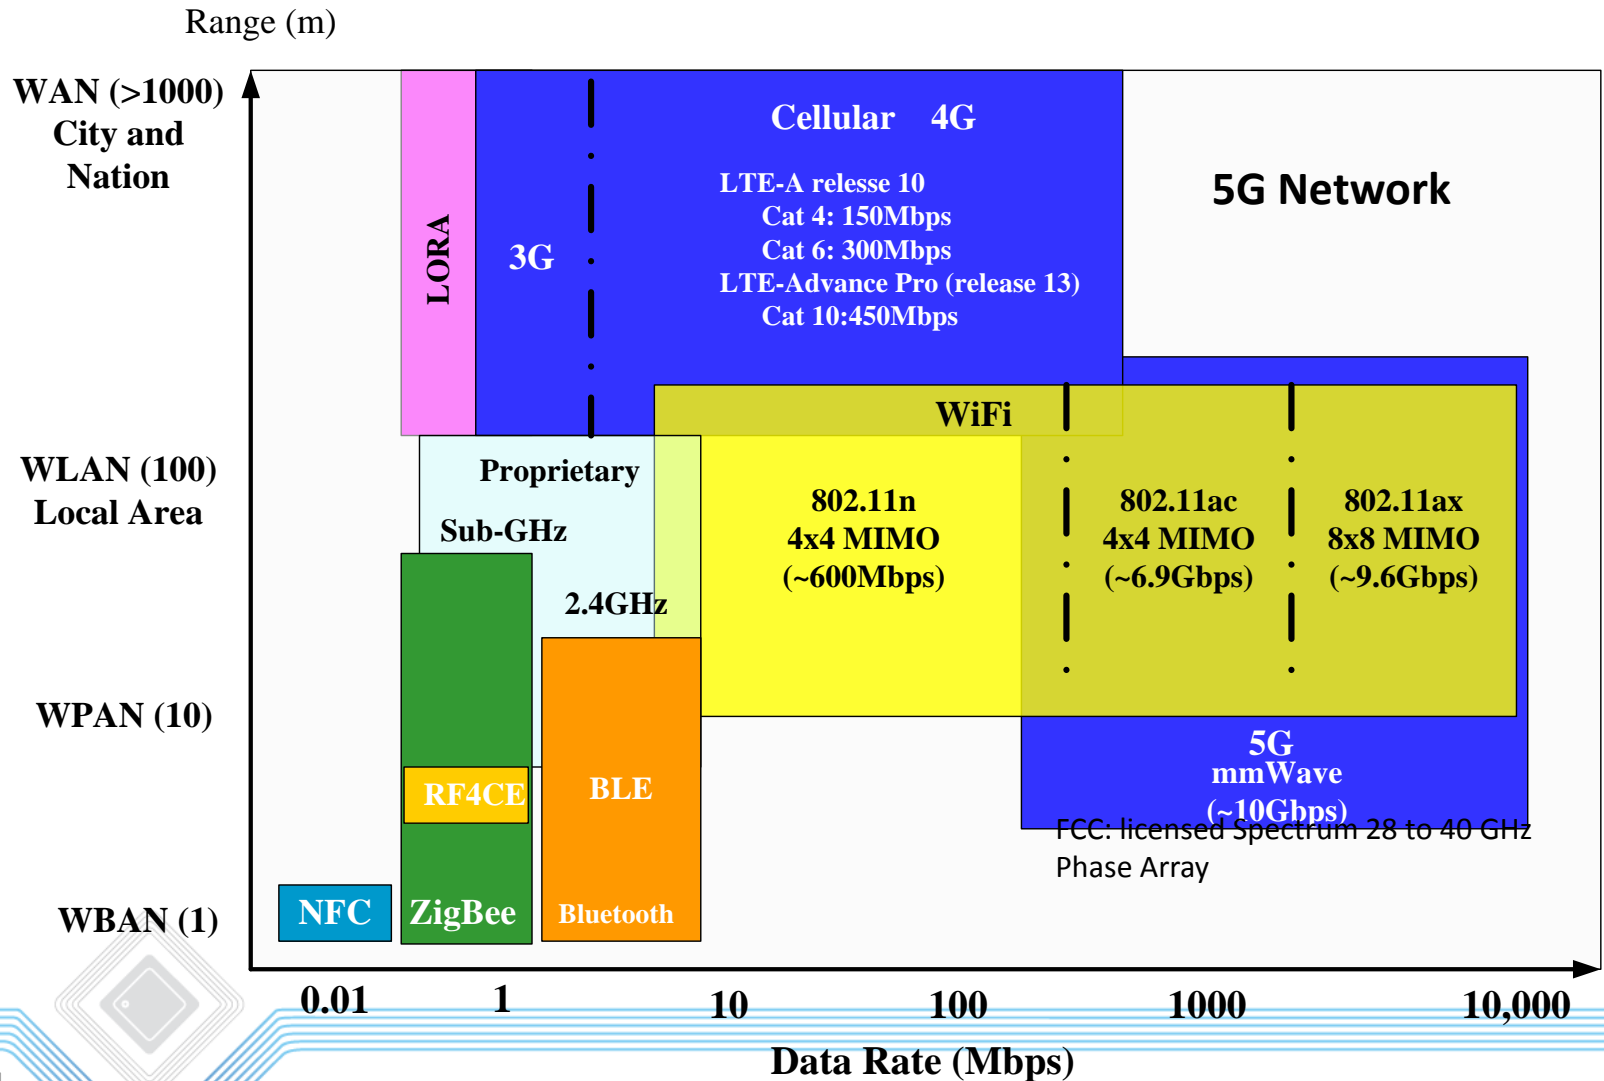 Range (m)
WAN (>1000)
City and
Nation
LORA
3G
Cellular 4G
LTE-A relesse 10
Cat 4: 150Mbps
Cat 6: 300Mbps
LTE-Advance Pro (release 13)
Cat 10:450Mbps
5G Network
WLAN (100)
Local Area
Proprietary
Sub-GHz
2.4GHz
WiFi
802.11n
4x4 MIMO
(~600Mbps)
802.11ac
4x4 MIMO
(~6.9Gbps)
802.11ax
8x8 MIMO
(~9.6Gbps)
WPAN (10)
RF4CE
BLE
5G
mmWave
(~10Gbps)
FCC: licensed Spectrum 28 to 40 GHz
Phase Array
WBAN (1)
NFC
ZigBee
Bluetooth
0.01
1
10
100
1000
10,000
Data Rate (Mbps)